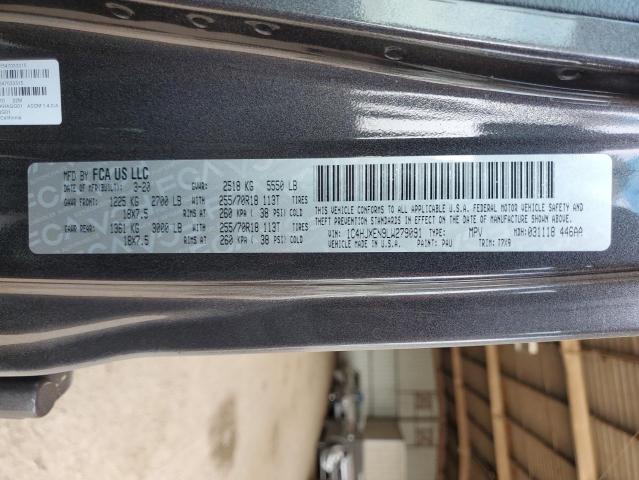 MFD BY FCA US LLC
DATE OF MFR(BUILT): 3-20 GVWR: 2518 KG 5550 LB
GAWR FRONT: 1225 KG 2700 LB WITH 255/70R18 113T TIRES
18X7.5 RIMS AT 260 KPA ( 38 PSI) COLD
GAWR REAR: 1361 KG 3000 LB WITH 255/70R18 113T TIRES
18X7.5 RIMS AT 260 KPA ( 38 PSI) COLD
THIS VEHICLE CONFORMS TO ALL APPLICABLE U.S.A. FEDERAL MOTOR VEHICLE
SAFETY, BUMPER, AND
THEFT PREVENTION STANDARDS IN EFFECT ON THE DATE OF MANUFACTURE SHOWN ABOVE.
VIN: 1C4HJXEN9LW279091 TYPE: MPV MDH: 031118 446AA
VEHICLE MADE IN U.S.A. PAINT: PAU TRIM: T7X9
California